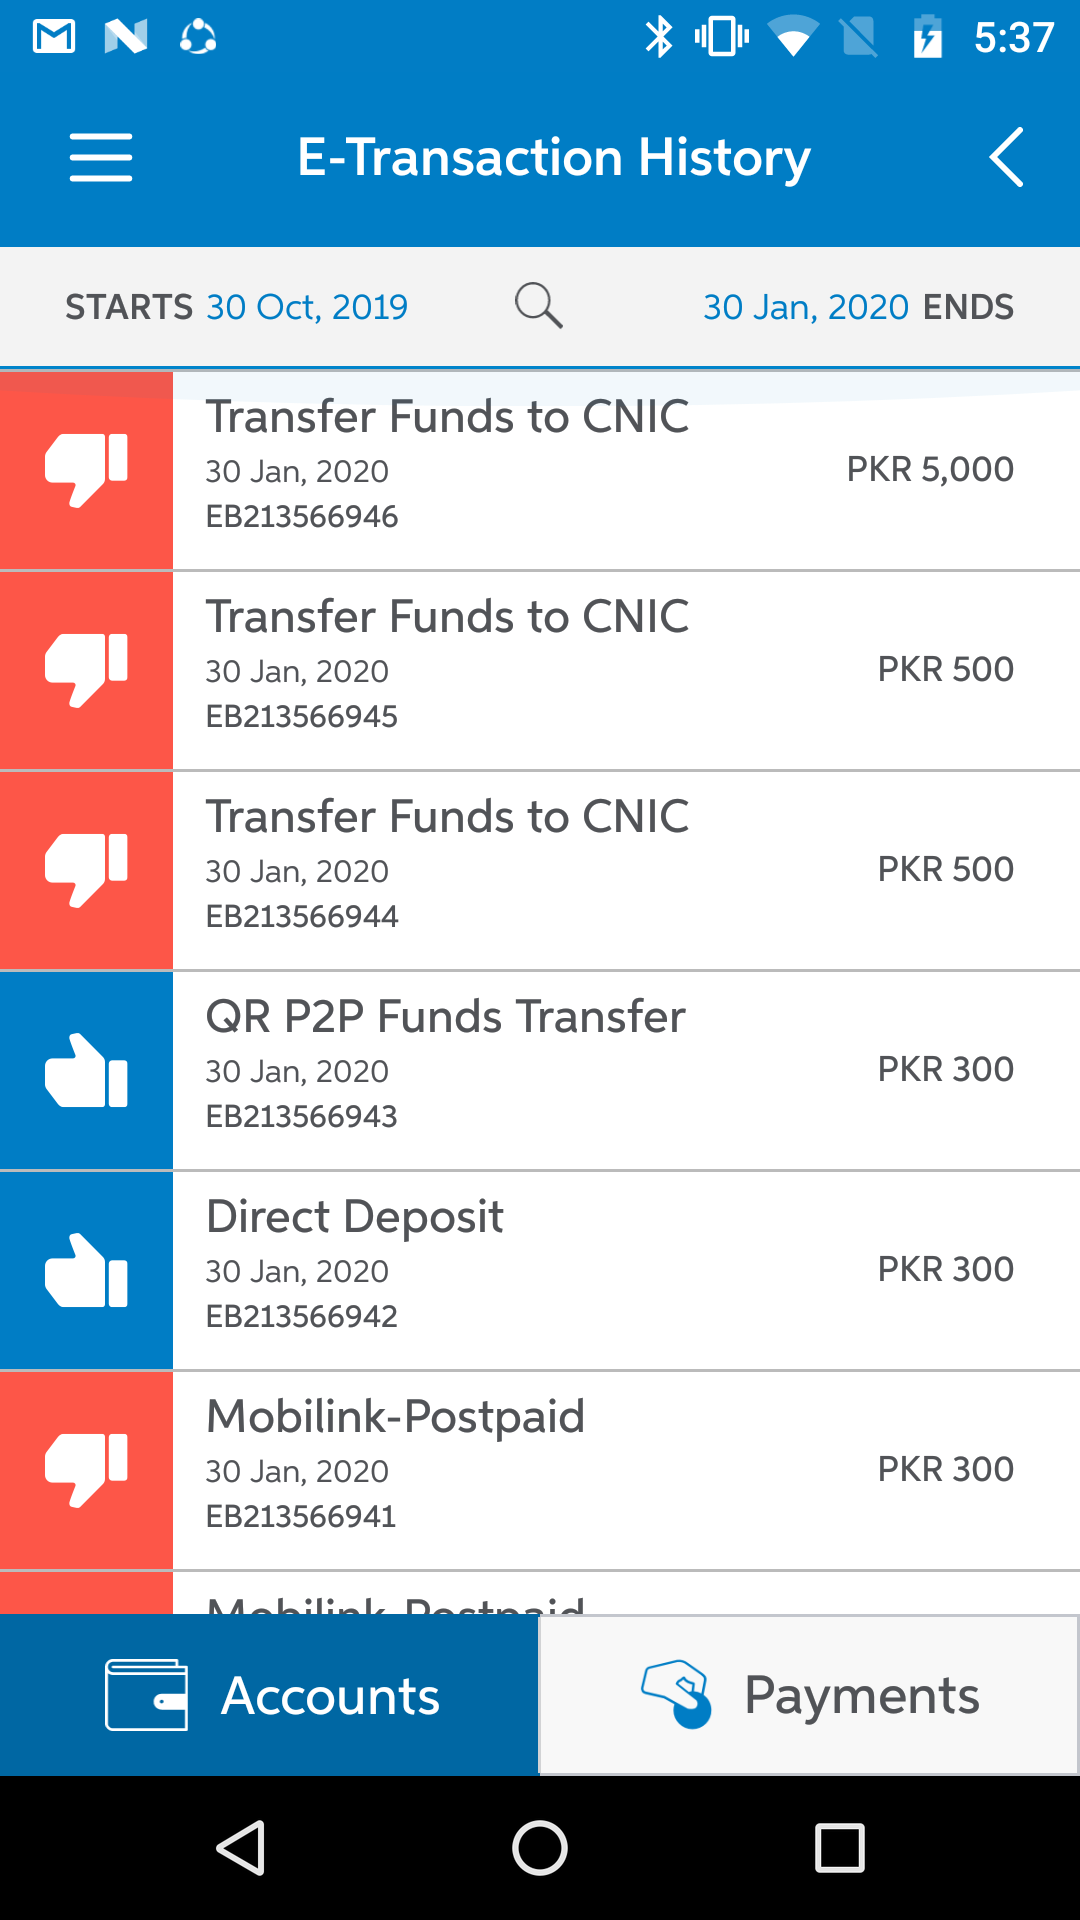 5:37
E-Transaction History
STARTS 30 Oct, 2019 30 Jan, 2020 ENDS
Transfer Funds to CNIC
30 Jan, 2020
PKR 5,000
EB213566946
Transfer Funds to CNIC
30 Jan, 2020
PKR 500
EB213566945
Transfer Funds to CNIC
30 Jan, 2020
PKR 500
EB213566944
QR P2P Funds Transfer
30 Jan, 2020
PKR 300
EB213566943
Direct Deposit
30 Jan, 2020
PKR 300
EB213566942
Mobilink-Postpaid
30 Jan, 2020
PKR 300
EB213566941
Mobilink-Postpaid
Accounts
Payments